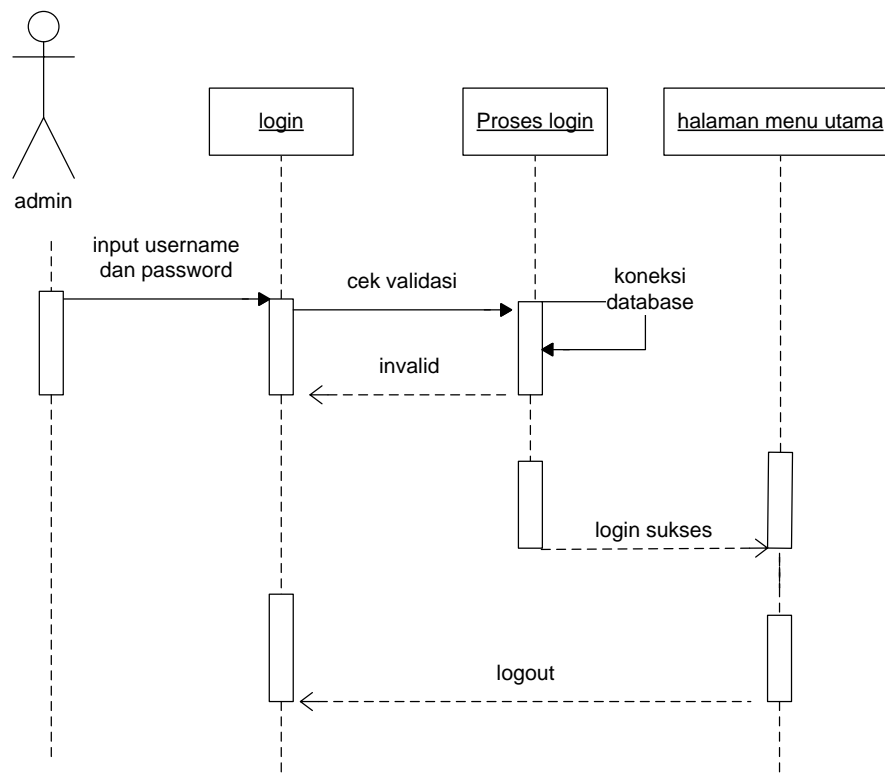 login
Proses login
halaman menu utama
admin
input username
dan password
cek validasi
koneksi
database
invalid
login sukses
logout